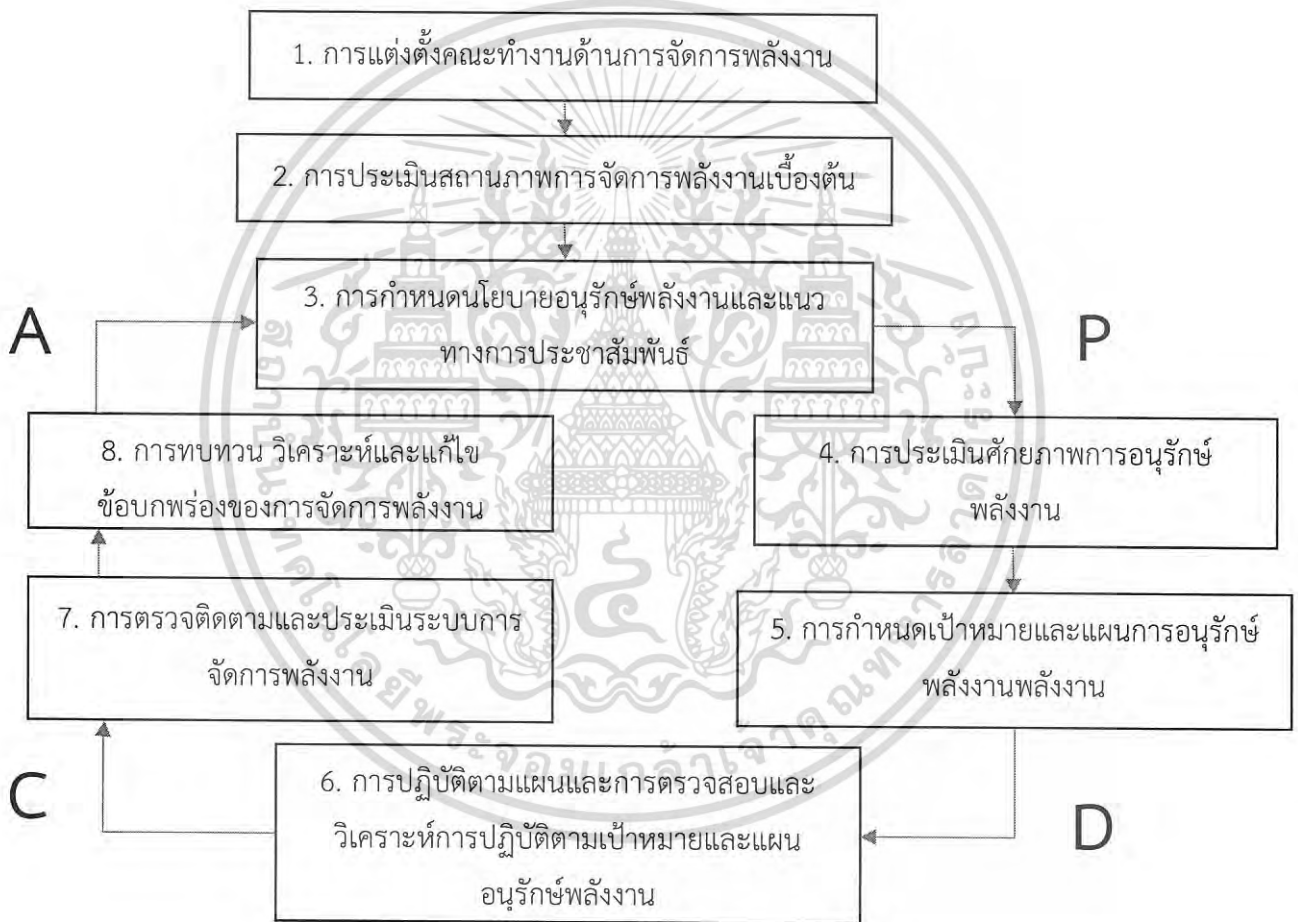 1. การแต่งตั้งคณะทำงานด้านการจัดการพลังงาน
2. การประเมินสถานภาพการจัดการพลังงานเบื้องต้น
3. การกำหนดนโยบายอนุรักษ์พลังงานและแนว
ทางการประชาสัมพันธ์
A
P
8. การทบทวน วิเคราะห์และแก้ไข
ข้อบกพร่องของการจัดการพลังงาน
4. การประเมินศักยภาพการอนุรักษ์
พลังงาน
7. การตรวจติดตามและประเมินระบบการ
จัดการพลังงาน
5. การกำหนดเป้าหมายและแผนการอนุรักษ์
พลังงานพลังงาน
6. การปฏิบัติตามแผนและการตรวจสอบและ
วิเคราะห์การปฏิบัติตามเป้าหมายและแผน
อนุรักษ์พลังงาน
C
D